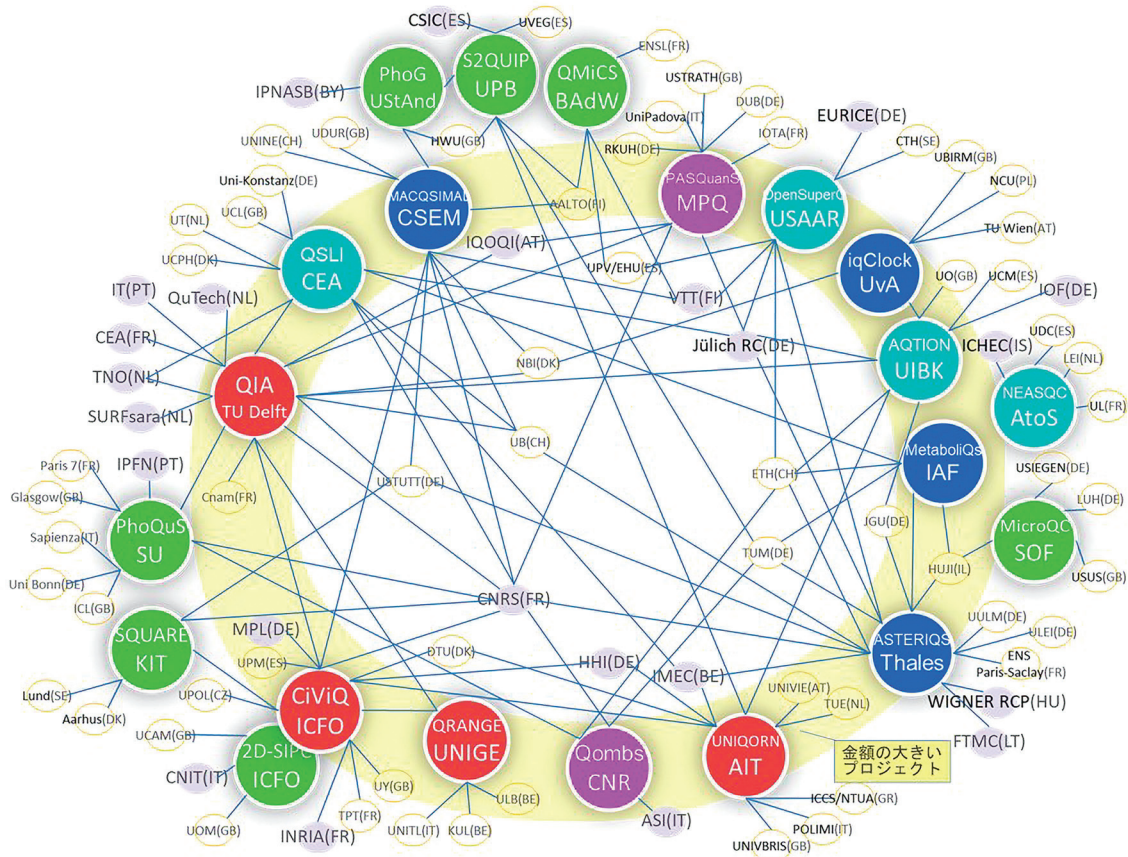 CSIC(ES)
UVEG(ES)
ENSL(FR)
PhoG
UStAnd
S2QUIP
UPB
QMiCS
BAdW
IPNASB(BY)
USTRATH(GB)
DUB(DE)
UniPadova(IT)
IOTA(FR)
RKUH(DE)
EURICE(DE)
CTH(SE)
UBIRM(GB)
NCU(PL)
TU Wien(AT)
UDUR(GB)
HWU(GB)
UNINE(CH)
Uni-Konstanz(DE)
UCL(GB)
UT(NL)
UCPH(DK)
MACQSIMAL
CSEM
AALTO(FI)
PASQuanS
MPQ
OpenSuperQ
USAAR
IQOQI(AT)
UPV/EHU(ES)
VTT(FI)
iqClock
UvA
UO(GB)
UCM(ES)
IOF(DE)
QSLI
CEA
IT(PT)
QuTech(NL)
CEA(FR)
TNO(NL)
SURFsara(NL)
QIA
TU Delft
NBI(DK)
Jülich RC(DE)
AQTION
UIBK
ICHEC(IS)
UDC(ES)
LEI(NL)
NEASQC
AtoS
UL(FR)
UB(CH)
USTUTT(DE)
ETH(CH)
MetaboliQs
IAF
USIEGEN(DE)
LUH(DE)
MicroQC
SOF
USUS(GB)
Paris 7(FR)
IPFN(PT)
Glasgow(GB)
Cnam(FR)
PhoQuS
SU
Sapienza(IT)
Uni Bonn(DE)
ICL(GB)
JGU(DE)
TUM(DE)
HUJI(IL)
CNRS(FR)
SQUARE
KIT
MPL(DE)
UPM(ES)
DTU(DK)
HHI(DE)
IMEC(BE)
ASTERIQS
Thales
UULM(DE)
ULEI(DE)
ENS
Paris-Saclay(FR)
WIGNER RCP(HU)
FTMC(LT)
Lund(SE)
Aarhus(DK)
UPOL(CZ)
CiViQ
ICFO
UCAM(GB)
2D-SIPC
ICFO
CNIT(IT)
UOM(GB)
QRANGE
UNIGE
Qombs
CNR
UNIQORN
AIT
UNIVIE(AT)
TUE(NL)
金額の大きい
プロジェクト
UY(GB)
TPT(FR)
INRIA(FR)
UNITL(IT)
KUL(BE)
ULB(BE)
ASI(IT)
ICCS/NTUA(GR)
POLIMI(IT)
UNIVBRIS(GB)